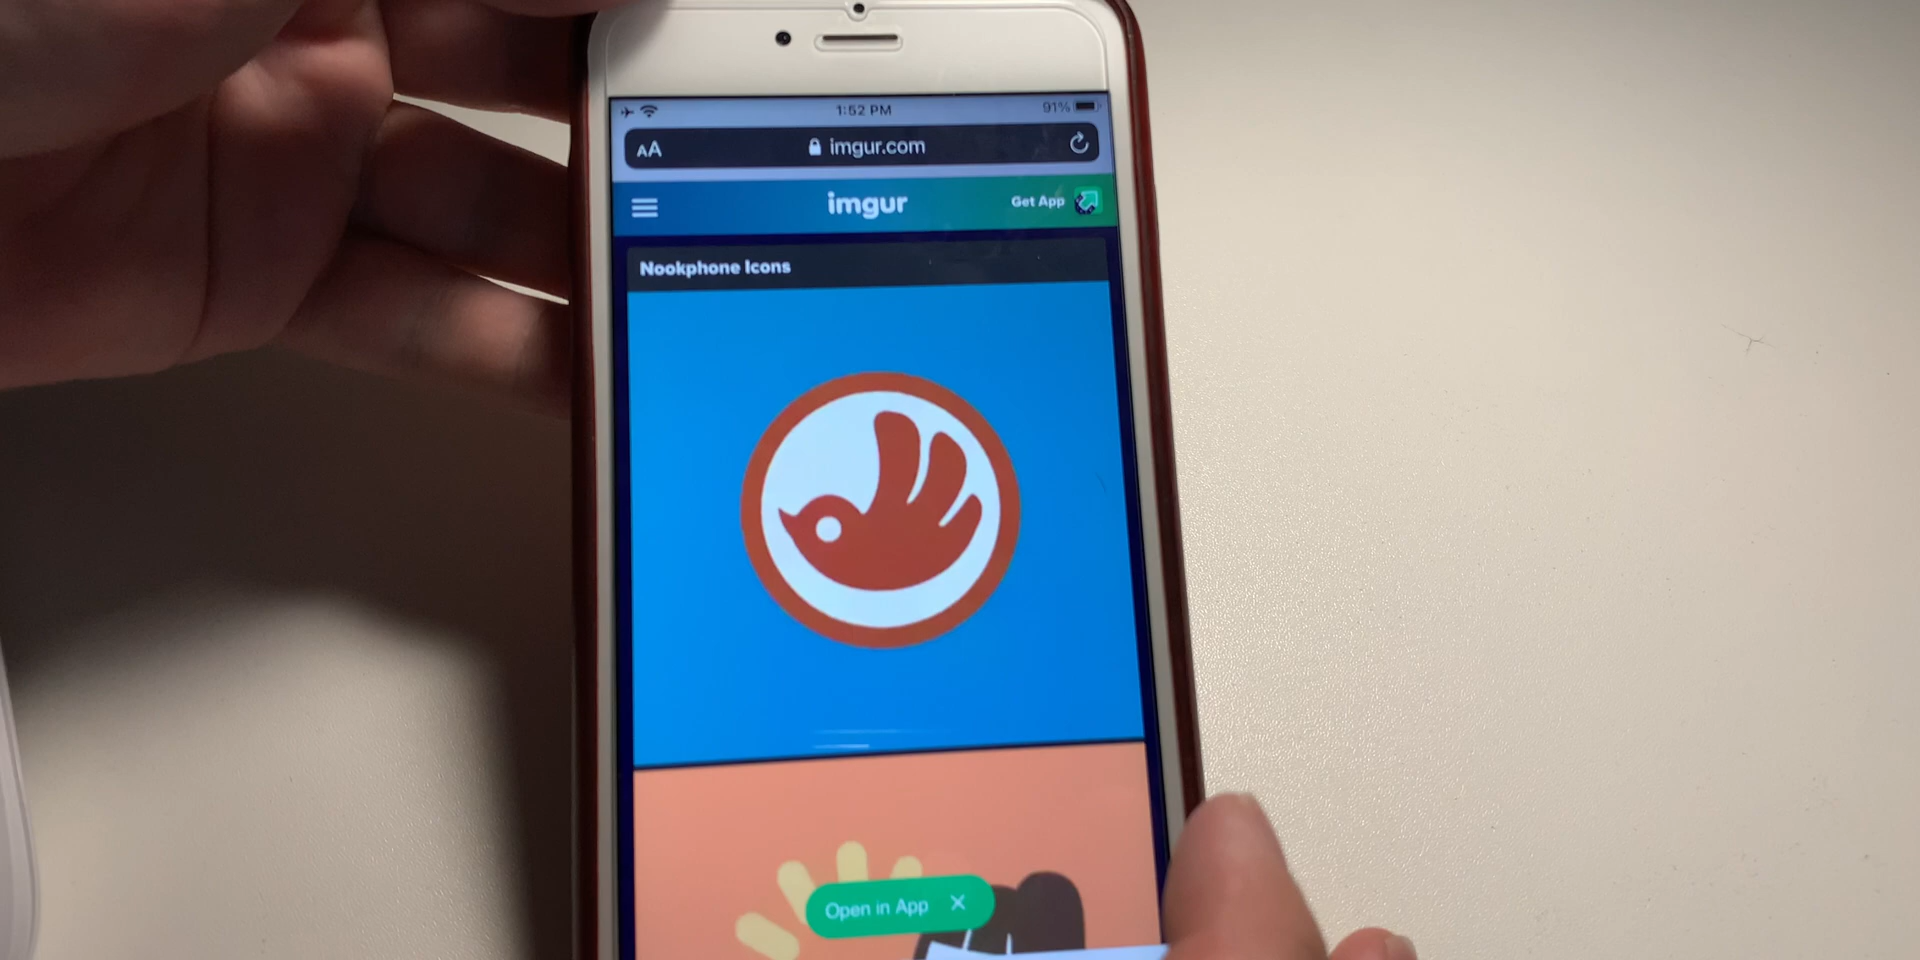 1:52 PM
91%
AA
imgur.com
imgur
Get App
Nookphone Icons
Open in App